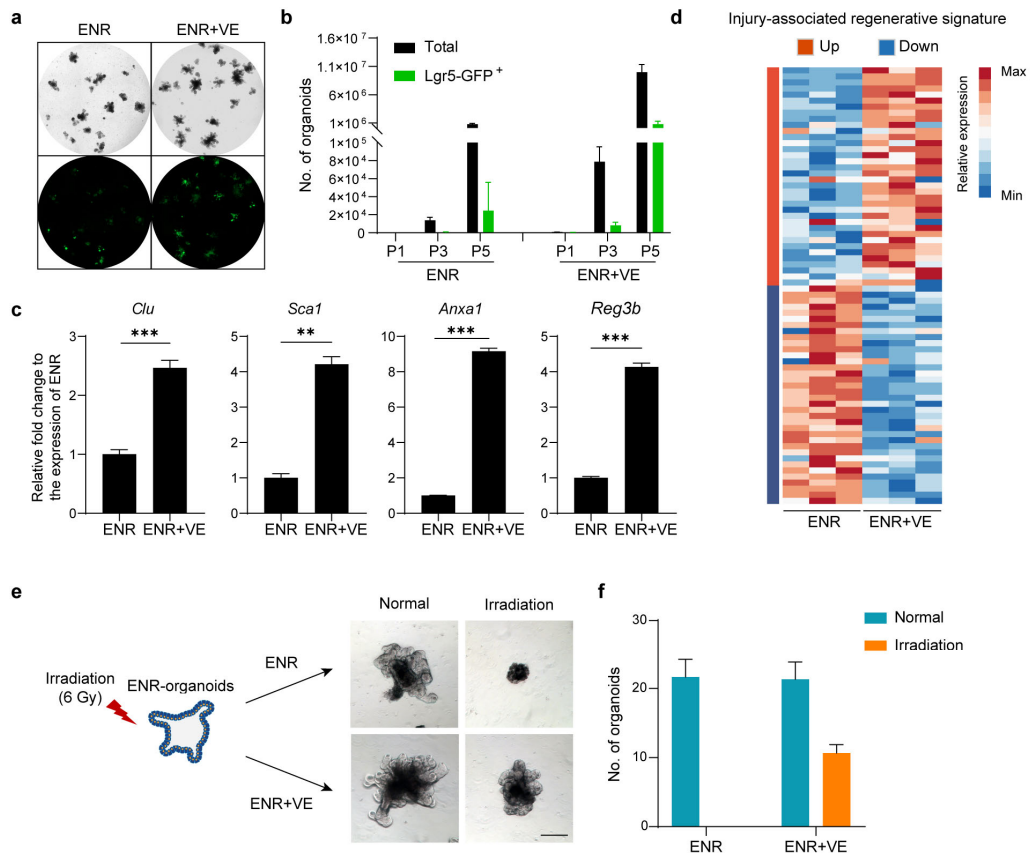 a
ENR
ENR+VE
b
No. of organoids
1.6×10⁷
1.1×10⁷
6×10⁶
1×10⁶
1×10⁵
8×10⁴
6×10⁴
4×10⁴
2×10⁴
0
Total
Lgr5-GFP⁺
P1 P3 P5 P1 P3 P5
ENR ENR+VE
c
Relative fold change to
the expression of ENR
Clu
***
3
2
1
0
ENR ENR+VE
Sca1
**
5
4
3
2
1
0
ENR ENR+VE
Anxa1
***
10
8
6
4
2
0
ENR ENR+VE
Reg3b
***
6
4
2
0
ENR ENR+VE
d
Injury-associated regenerative signature
Up Down
Max
Relative expression
Min
ENR ENR+VE
e
Normal Irradiation
Irradiation
(6 Gy)
ENR-organoids
ENR
ENR+VE
f
Normal
Irradiation
No. of organoids
30
20
10
0
ENR ENR+VE